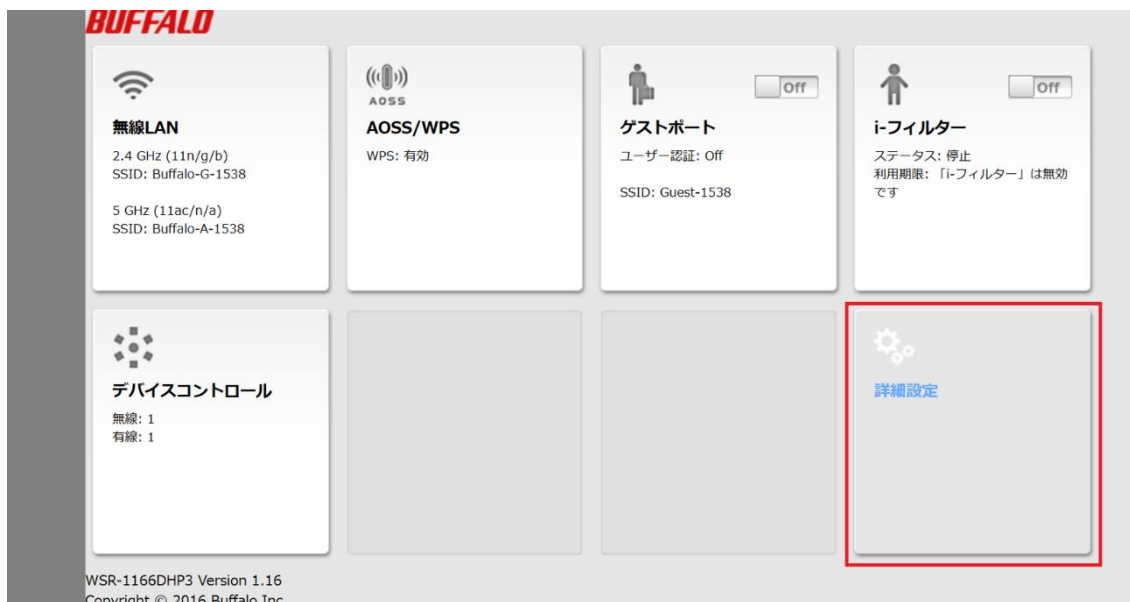 BUFFALO
無線LAN
2.4 GHz (11n/g/b)
SSID: Buffalo-G-1538
5 GHz (11ac/n/a)
SSID: Buffalo-A-1538
AOSS
AOSS/WPS
WPS: 有効
Off
ゲストポート
ユーザー認証: Off
SSID: Guest-1538
Off
i-フィルター
ステータス: 停止
利用期限: 「i-フィルター」は無効
です
デバイスコントロール
無線: 1
有線: 1
詳細設定
WSR-1166DHP3 Version 1.16
Copyright © 2016 Buffalo Inc.